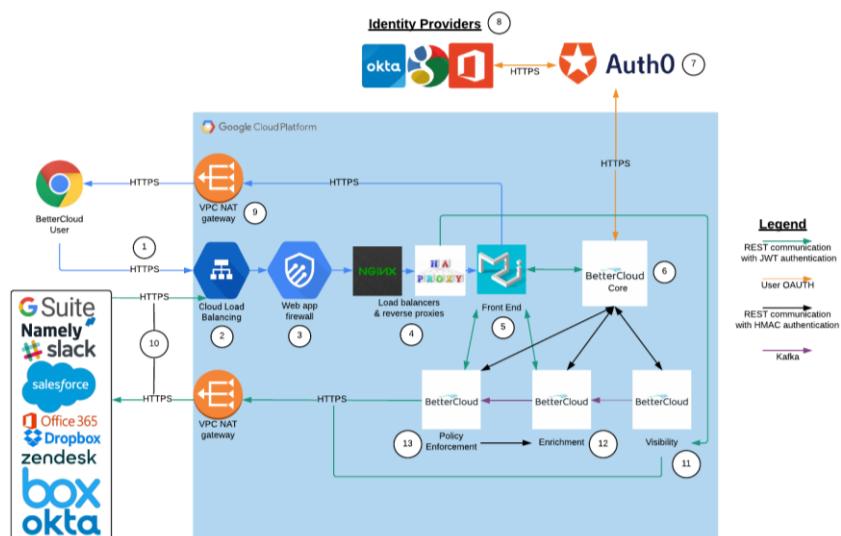 Identity Providers
8
okta
HTTPS
Auth0
7
Google Cloud Platform
HTTPS
HTTPS
HTTPS
VPC NAT
gateway
9
BetterCloud
User
1
HTTPS
NGINX
HA
PROXY
BetterCloud
Core
6
Cloud Load
Balancing
2
Web app
firewall
3
Load balancers
& reverse proxies
4
Front End
5
Legend
REST communication
with JWT authentication
User OAUTH
REST communication
with HMAC authentication
Kafka
G Suite
Namely
slack
salesforce
Office 365
Dropbox
zendesk
box
okta
HTTPS
10
HTTPS
VPC NAT
gateway
HTTPS
BetterCloud
BetterCloud
BetterCloud
13
Policy
Enforcement
Enrichment
12
Visibility
11